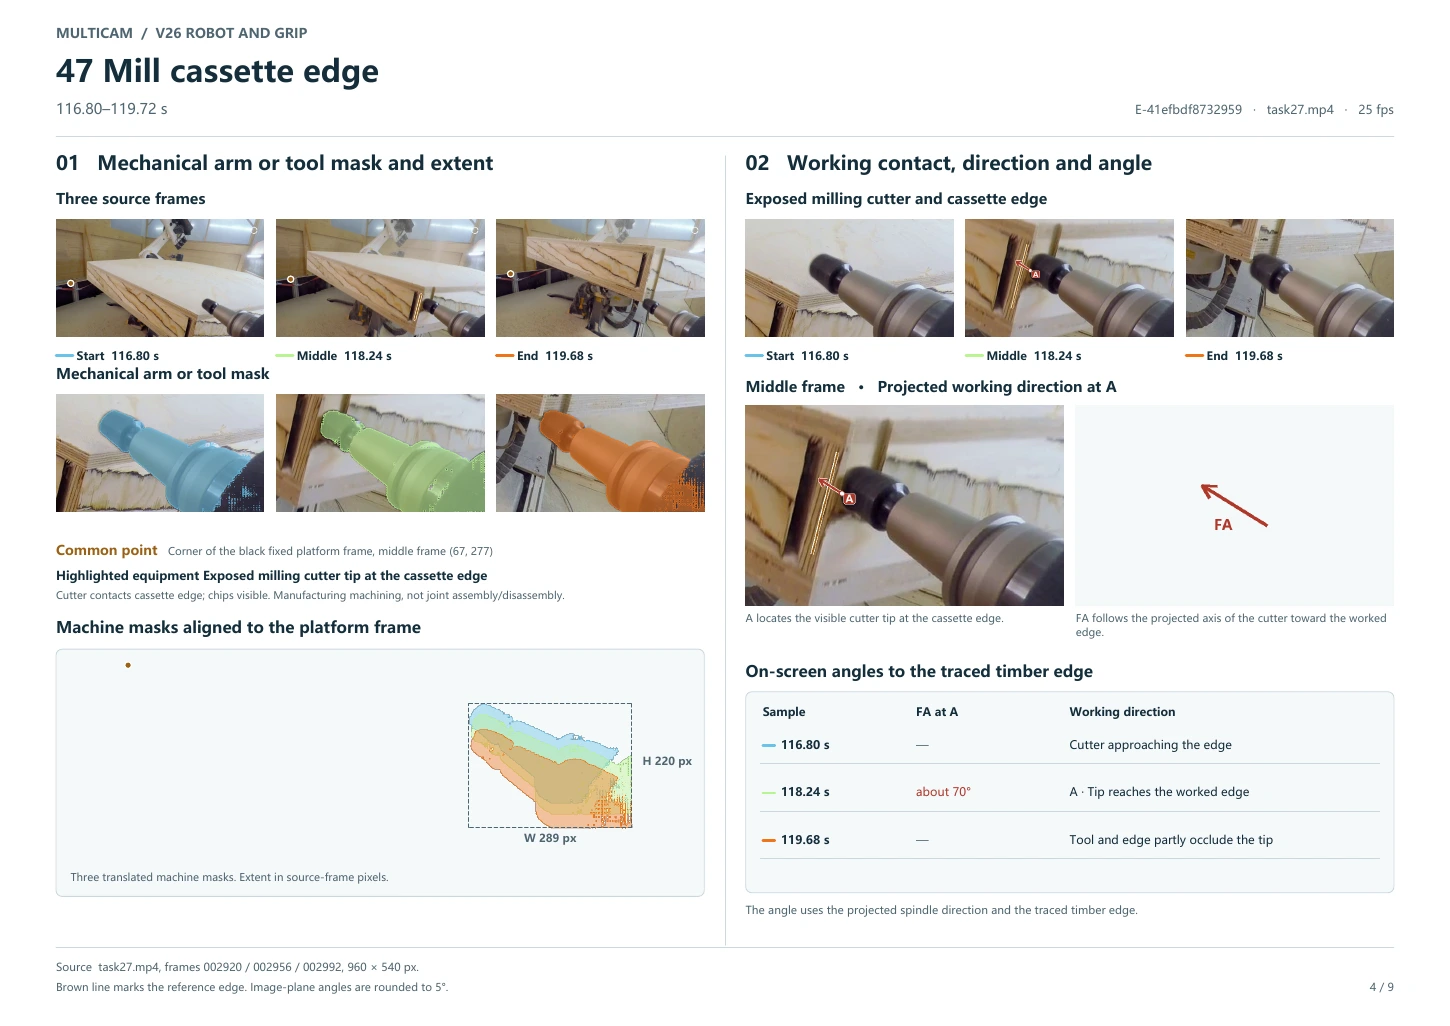 MULTICAM / V26 ROBOT AND GRIP
47 Mill cassette edge
116.80–119.72 s
E-41efbdf8732959 · task27.mp4 · 25 fps
01 Mechanical arm or tool mask and extent
Three source frames
Start 116.80 s
Middle 118.24 s
End 119.68 s
Mechanical arm or tool mask
Common point Corner of the black fixed platform frame, middle frame (67, 277)
Highlighted equipment Exposed milling cutter tip at the cassette edge
Cutter contacts cassette edge; chips visible. Manufacturing machining, not joint assembly/disassembly.
Machine masks aligned to the platform frame
H 220 px
W 289 px
Three translated machine masks. Extent in source-frame pixels.
02 Working contact, direction and angle
Exposed milling cutter and cassette edge
A
Start 116.80 s
Middle 118.24 s
End 119.68 s
Middle frame • Projected working direction at A
A
FA
A locates the visible cutter tip at the cassette edge.
FA follows the projected axis of the cutter toward the worked
edge.
On-screen angles to the traced timber edge
Sample FA at A Working direction
116.80 s — Cutter approaching the edge
118.24 s about 70° A · Tip reaches the worked edge
119.68 s — Tool and edge partly occlude the tip
The angle uses the projected spindle direction and the traced timber edge.
Source task27.mp4, frames 002920 / 002956 / 002992, 960 × 540 px.
Brown line marks the reference edge. Image-plane angles are rounded to 5°.
4 / 9